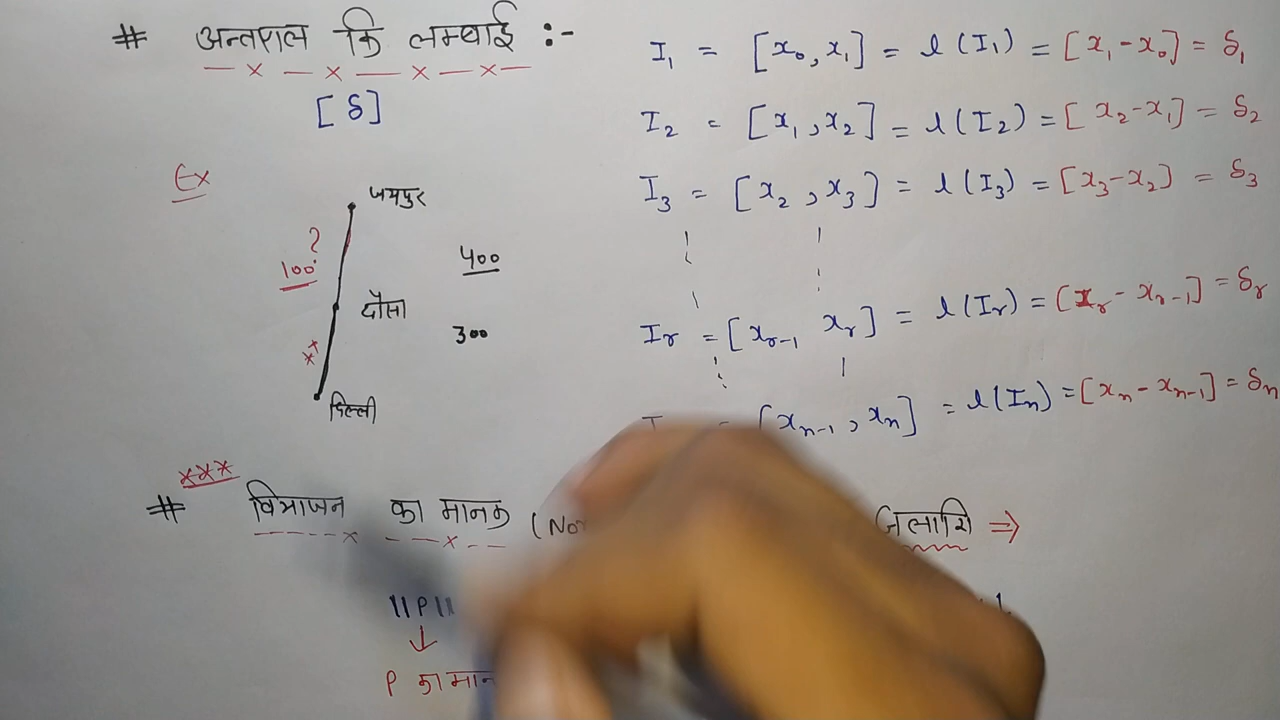 # अन्तराल कि लम्बाई :-
[ δ ]
Ex
जयपुर
?
100
400
दौसा
300
दिल्ली
I₁ = [x₀, x₁] = l(I₁) = [x₁-x₀] = δ₁
I₂ = [x₁, x₂] = l(I₂) = [x₂-x₁] = δ₂
I₃ = [x₂, x₃] = l(I₃) = [x₃-x₂] = δ₃
Iᵣ = [xᵣ₋₁ xᵣ] = l(Iᵣ) = [xᵣ - xᵣ₋₁] = δᵣ
= [xₙ₋₁, xₙ] = l(Iₙ) = [xₙ - xₙ₋₁] = δₙ
***
# विभाजन का मानक ( ⇒
||P||
↓
P का